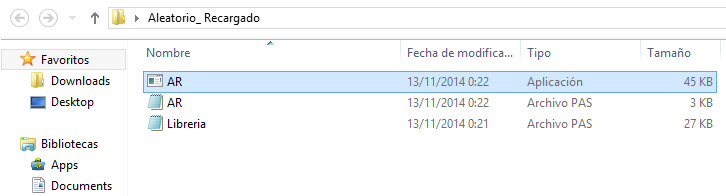 Aleatorio_ Recargado
Nombre Fecha de modifica... Tipo Tamaño
Favoritos
Downloads
Desktop
Bibliotecas
Apps
Documents
AR 13/11/2014 0:22 Aplicación 45 KB
AR 13/11/2014 0:22 Archivo PAS 3 KB
Libreria 13/11/2014 0:21 Archivo PAS 27 KB